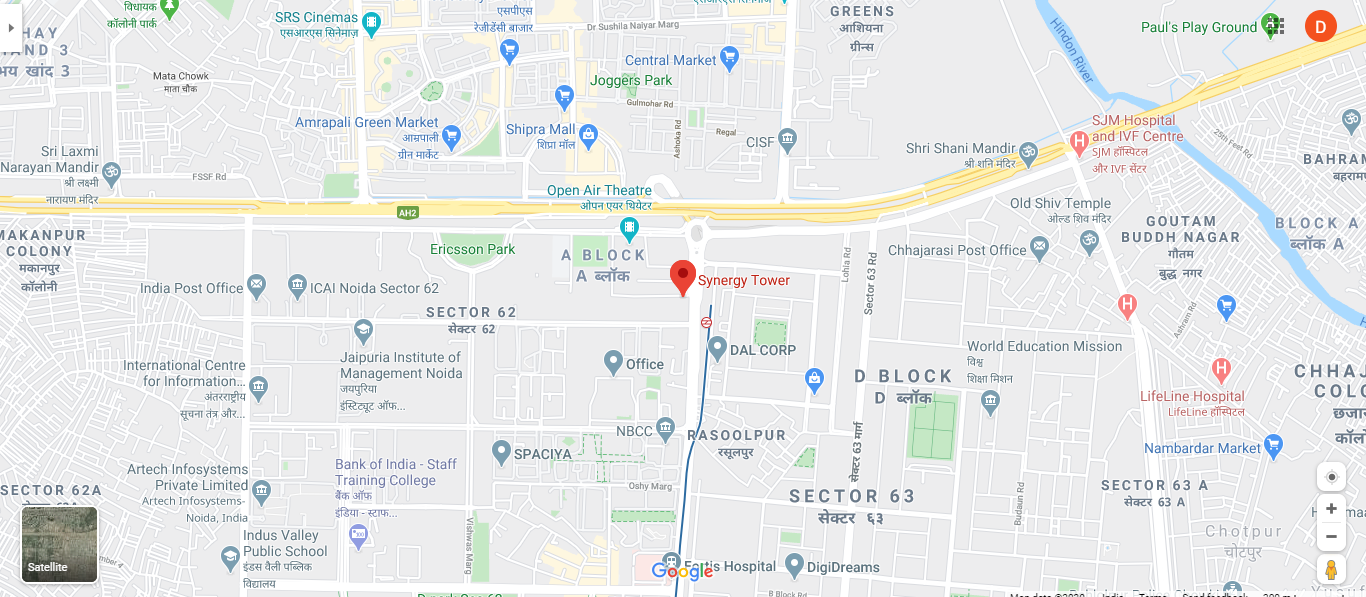 विधायक
कॉलोनी पार्क
SRS Cinemas
एसआरएस सिनेमाज़
एसपीएस
रेजीडेंसी बाजार
Dr Sushila Naiyar Marg
GREENS
आशियना
ग्रीन्स
Paul's Play Ground
D
HAY
AND 3
भय खांड 3
Mata Chowk
माता चौक
Central Market
Joggers Park
Gulmohar Rd
Hindon River
Amrapali Green Market
आम्रपाली
ग्रीन मार्केट
Shipra Mall
शिप्रा मॉल
Ashoka Rd
Regal
CISF
SJM Hospital
and IVF Centre
SJM हॉस्पिटल
और IVF सेंटर
25th Feet Rd
Sri Laxmi
Narayan Mandir
श्री लक्ष्मी
नारायण मंदिर
FSSF Rd
Shri Shani Mandir
श्री शनि मंदिर
BAHRAM
बहरामपु
Open Air Theatre
ओपन एयर थियेटर
AH2
Old Shiv Temple
ओल्ड शिव मंदिर
GOUTAM
BUDDH NAGAR
गौतम
बुद्ध नगर
BLOCK A
ब्लॉक A
MAKANPUR
COLONY
मकानपुर
कॉलोनी
Ericsson Park
A BLOCK
A ब्लॉक
Chhajarasi Post Office
Lohia Rd
Sector 63 Rd
India Post Office
ICAI Noida Sector 62
Synergy Tower
SECTOR 62
सेक्टर 62
Ashram Rd
Jaipuria Institute of
Management Noida
जयपुरिया
इंस्टिट्यूट ऑफ...
Office
DAL CORP
World Education Mission
विश्व
शिक्षा मिशन
International Centre
for Information...
अंतरराष्ट्रीय
सूचना तंत्र और...
D BLOCK
D ब्लॉक
LifeLine Hospital
LifeLine हॉस्पिटल
CHHAJ
COLO
छजार
कॉलो
NBCC
RASOOLPUR
रसूलपुर
सेक्टर 63 मार्ग
Nambardar Market
SPACIYA
Artech Infosystems
Private Limited
Artech Infosystems-
Noida, India
Bank of India - Staff
Training College
बैंक ऑफ
इंडिया - स्टाफ...
Oshy Marg
SECTOR 62A
SECTOR 63
सेक्टर ६३
SECTOR 63 A
सेक्टर 63 A
Budaun Rd
Vishwas Marg
Chotpur
चोटपुर
Indus Valley
Public School
इंडस वैली पब्लिक
विद्यालय
Satellite
Google
Fortis Hospital
DigiDreams
B Block Rd